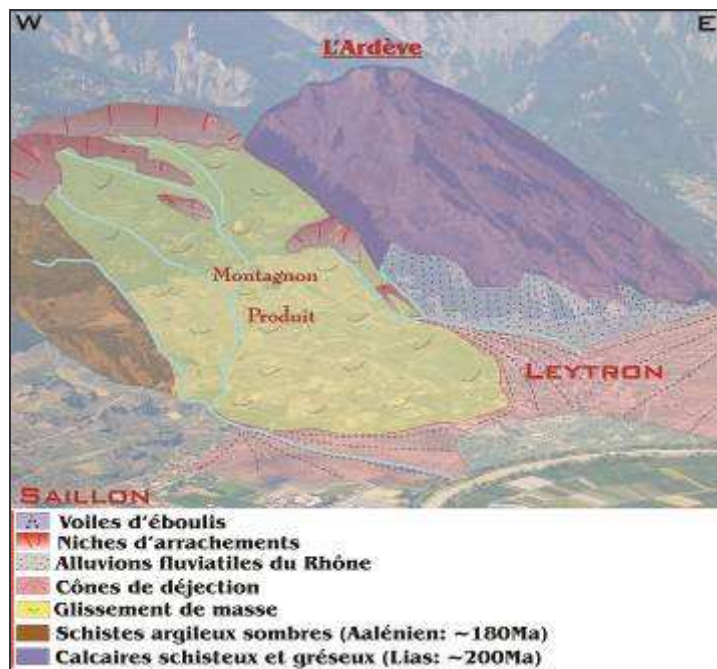 W
E
L'Ardève
Montagnon
Produit
Leytron
Saillon
Voiles d'éboulis
Niches d'arrachements
Alluvions fluviatiles du Rhône
Cônes de déjection
Glissement de masse
Schistes argileux sombres (Aalénien: ~180Ma)
Calcaires schisteux et gréseux (Lias: ~200Ma)